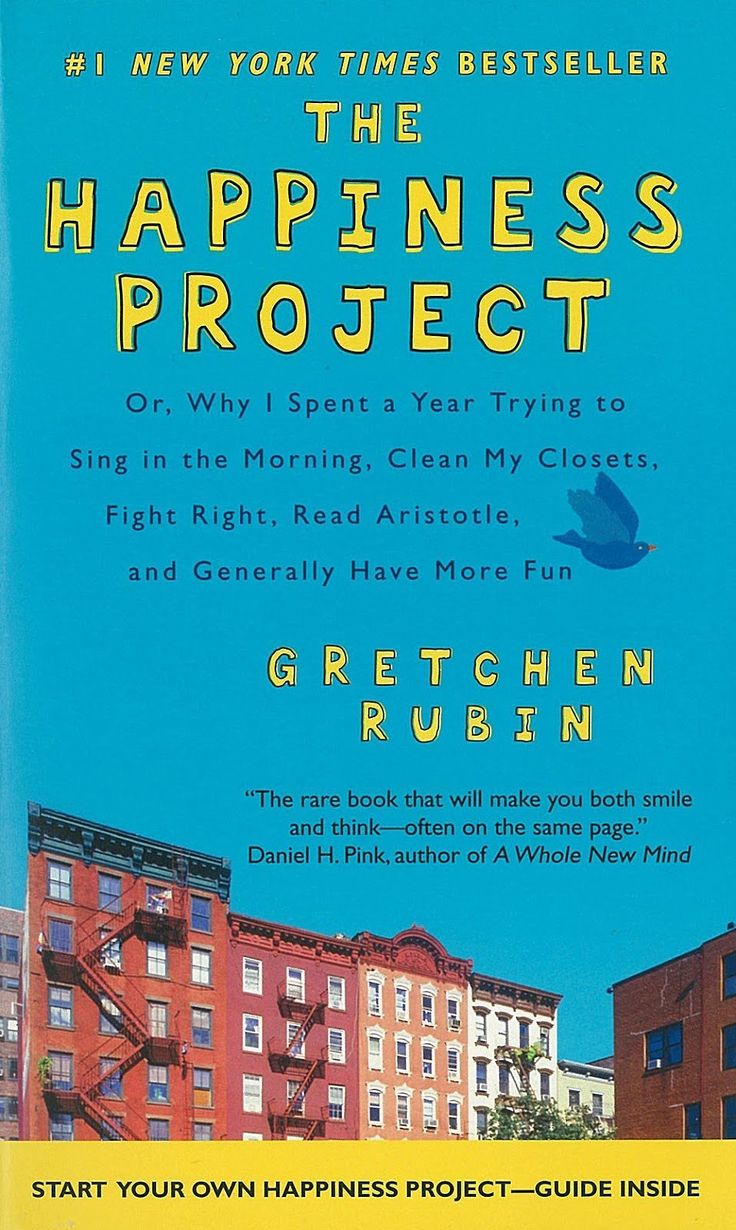 #1 NEW YORK TIMES BESTSELLER
THE
HAPPINESS
PROJECT
Or, Why I Spent a Year Trying to
Sing in the Morning, Clean My Closets,
Fight Right, Read Aristotle,
and Generally Have More Fun
GRETCHEN
RUBIN
“The rare book that will make you both smile
and think—often on the same page.”
Daniel H. Pink, author of A Whole New Mind
START YOUR OWN HAPPINESS PROJECT—GUIDE INSIDE